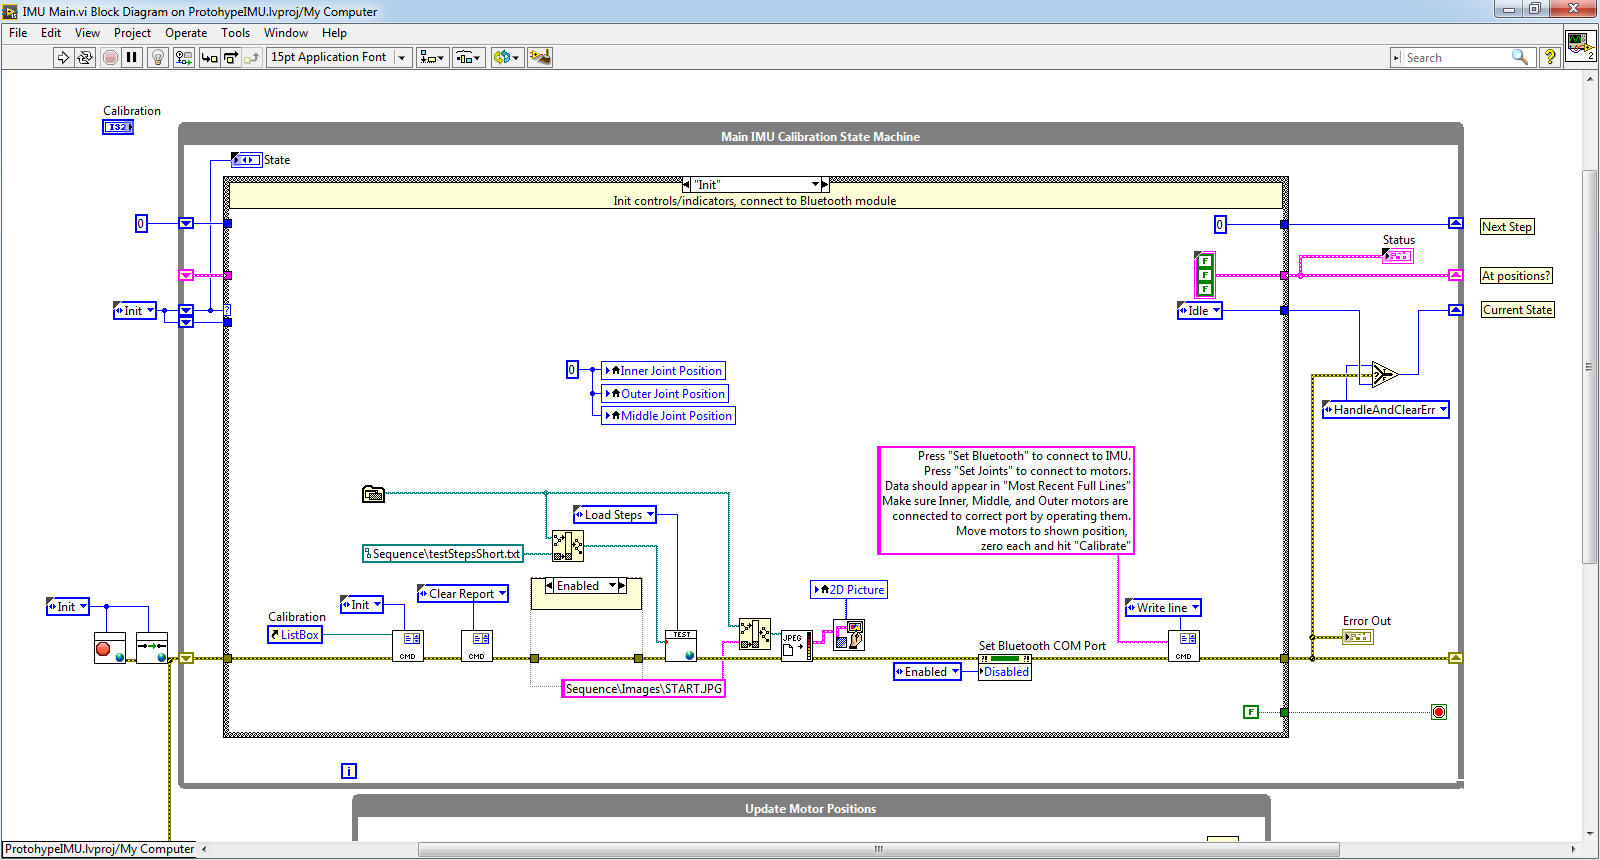 IMU Main.vi Block Diagram on ProtohypeIMU.lvproj/My Computer
File Edit View Project Operate Tools Window Help
15pt Application Font
Search
?
2
Calibration
I32
Main IMU Calibration State Machine
State
"Init"
Init controls/indicators, connect to Bluetooth module
0
0
Next Step
Status
F
F
F
At positions?
Init
?
Idle
Current State
0
Inner Joint Position
Outer Joint Position
Middle Joint Position
?
HandleAndClearErr
Press "Set Bluetooth" to connect to IMU.
Press "Set Joints" to connect to motors.
Data should appear in "Most Recent Full Lines"
Make sure Inner, Middle, and Outer motors are
connected to correct port by operating them.
Move motors to shown position,
zero each and hit "Calibrate"
Load Steps
Sequence\testStepsShort.txt
Enabled
2D Picture
Init
Init
Clear Report
Write line
Calibration
ListBox
Error Out
CMD
CMD
TEST
JPEG
Set Bluetooth COM Port
CMD
Enabled
Disabled
Sequence\Images\START.JPG
F
i
Update Motor Positions
ProtohypeIMU.lvproj/My Computer